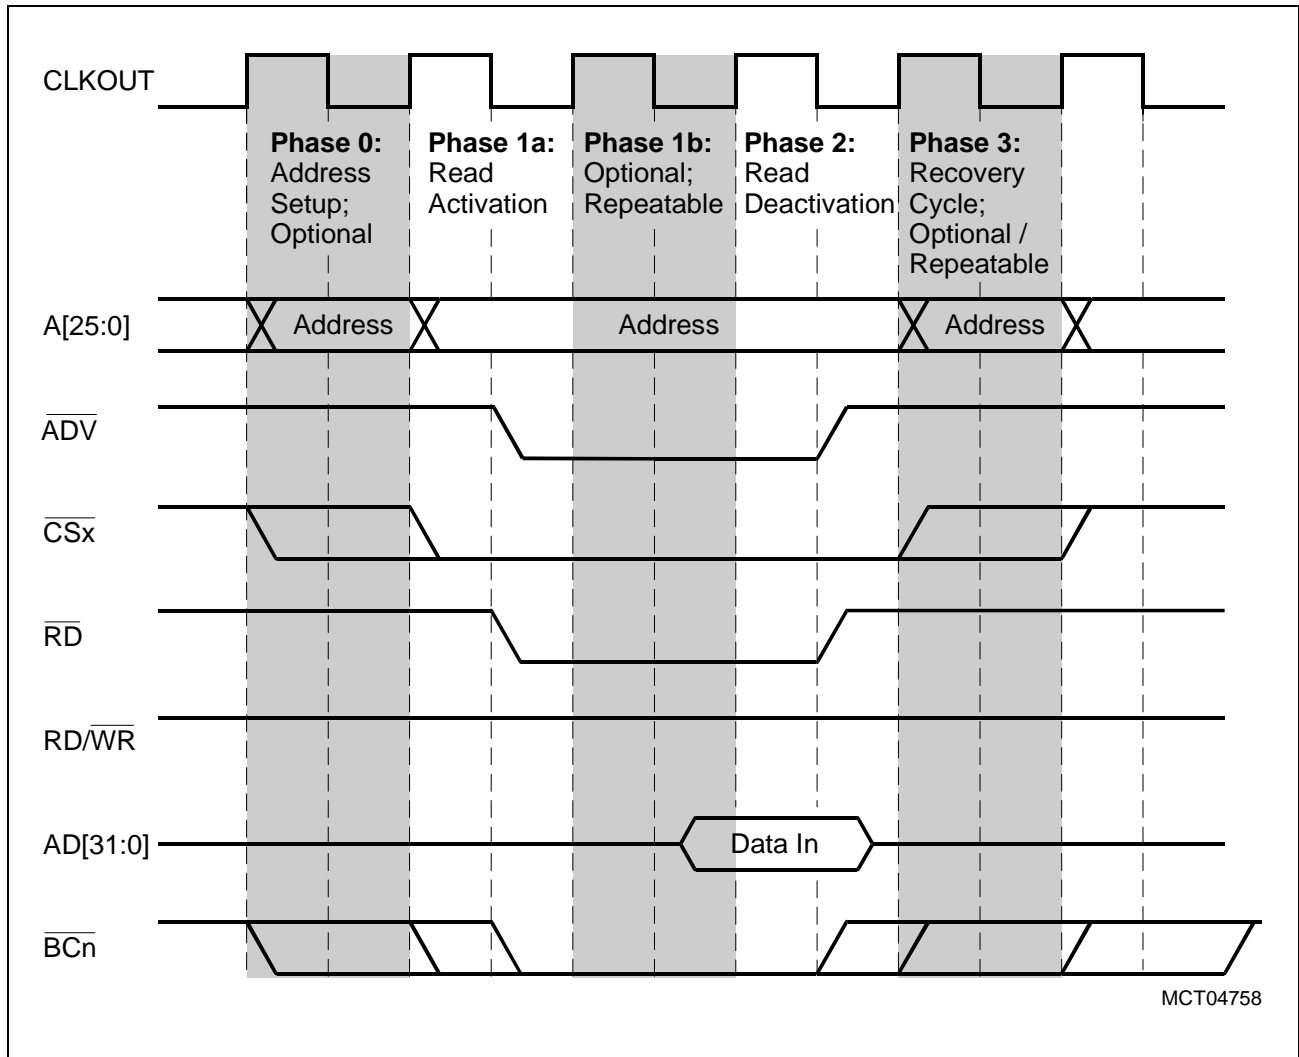 CLKOUT
Phase 0:
Address
Setup;
Optional
Phase 1a:
Read
Activation
Phase 1b:
Optional;
Repeatable
Phase 2:
Read
Deactivation
Phase 3:
Recovery
Cycle;
Optional /
Repeatable
A[25:0]
Address
Address
Address
ADV
CSx
RD
RD/WR
AD[31:0]
Data In
BCn
MCT04758